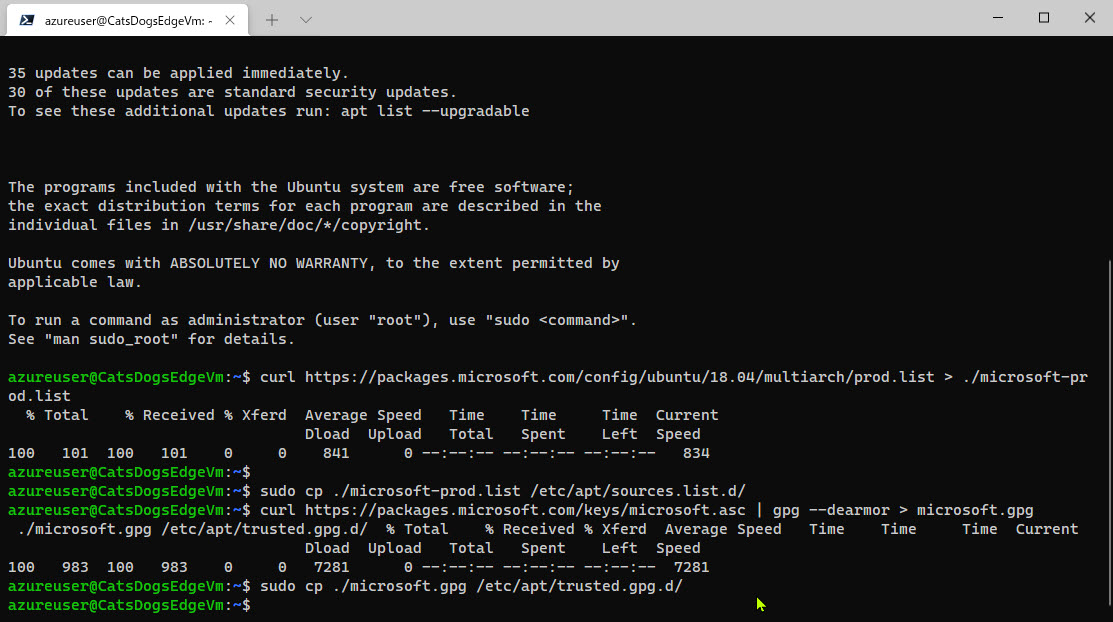 azureuser@CatsDogsEdgeVm: ~
35 updates can be applied immediately.
30 of these updates are standard security updates.
To see these additional updates run: apt list --upgradable
The programs included with the Ubuntu system are free software;
the exact distribution terms for each program are described in the
individual files in /usr/share/doc/*/copyright.
Ubuntu comes with ABSOLUTELY NO WARRANTY, to the extent permitted by
applicable law.
To run a command as administrator (user "root"), use "sudo <command>".
See "man sudo_root" for details.
azureuser@CatsDogsEdgeVm:~$ curl https://packages.microsoft.com/config/ubuntu/18.04/multiarch/prod.list > ./microsoft-pr
od.list
  % Total    % Received % Xferd  Average Speed   Time    Time     Time  Current
                                 Dload  Upload   Total   Spent    Left  Speed
100   101  100   101    0     0    841      0 --:--:-- --:--:-- --:--:--   834
azureuser@CatsDogsEdgeVm:~$
azureuser@CatsDogsEdgeVm:~$ sudo cp ./microsoft-prod.list /etc/apt/sources.list.d/
azureuser@CatsDogsEdgeVm:~$ curl https://packages.microsoft.com/keys/microsoft.asc | gpg --dearmor > microsoft.gpg
 ./microsoft.gpg /etc/apt/trusted.gpg.d/  % Total    % Received % Xferd  Average Speed   Time    Time     Time  Current
                                 Dload  Upload   Total   Spent    Left  Speed
100   983  100   983    0     0   7281      0 --:--:-- --:--:-- --:--:--  7281
azureuser@CatsDogsEdgeVm:~$ sudo cp ./microsoft.gpg /etc/apt/trusted.gpg.d/
azureuser@CatsDogsEdgeVm:~$